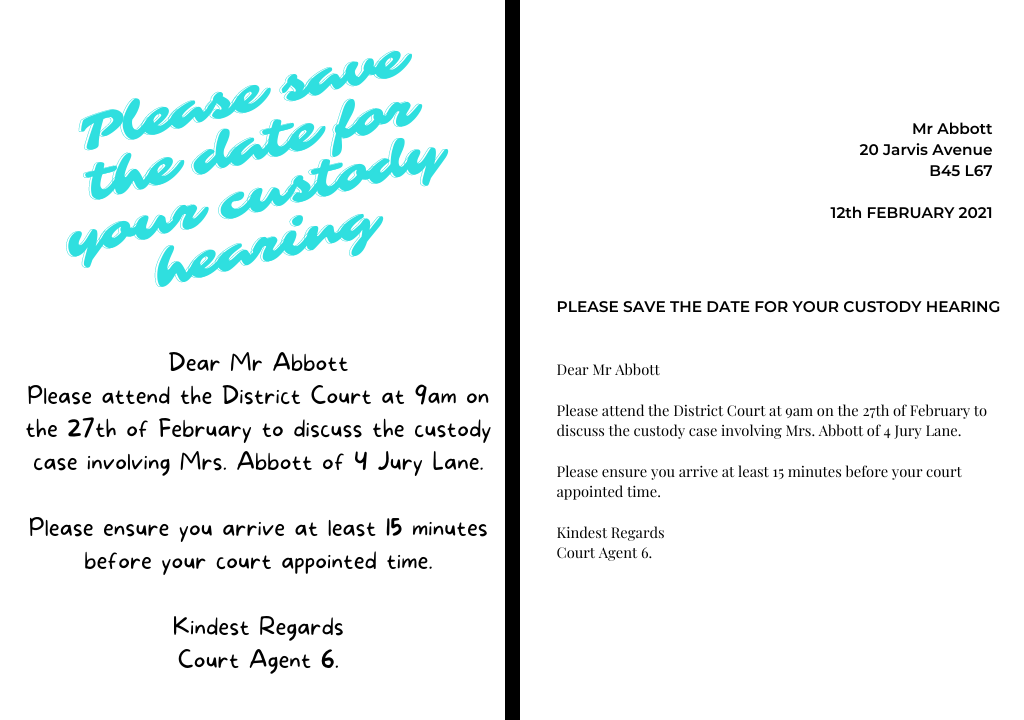 Please save
the date for
your custody
hearing
Dear Mr Abbott
Please attend the District Court at 9am on
the 27th of February to discuss the custody
case involving Mrs. Abbott of 4 Jury Lane.
Please ensure you arrive at least 15 minutes
before your court appointed time.
Kindest Regards
Court Agent 6.
Mr Abbott
20 Jarvis Avenue
B45 L67
12th FEBRUARY 2021
PLEASE SAVE THE DATE FOR YOUR CUSTODY HEARING
Dear Mr Abbott
Please attend the District Court at 9am on the 27th of February to
discuss the custody case involving Mrs. Abbott of 4 Jury Lane.
Please ensure you arrive at least 15 minutes before your court
appointed time.
Kindest Regards
Court Agent 6.